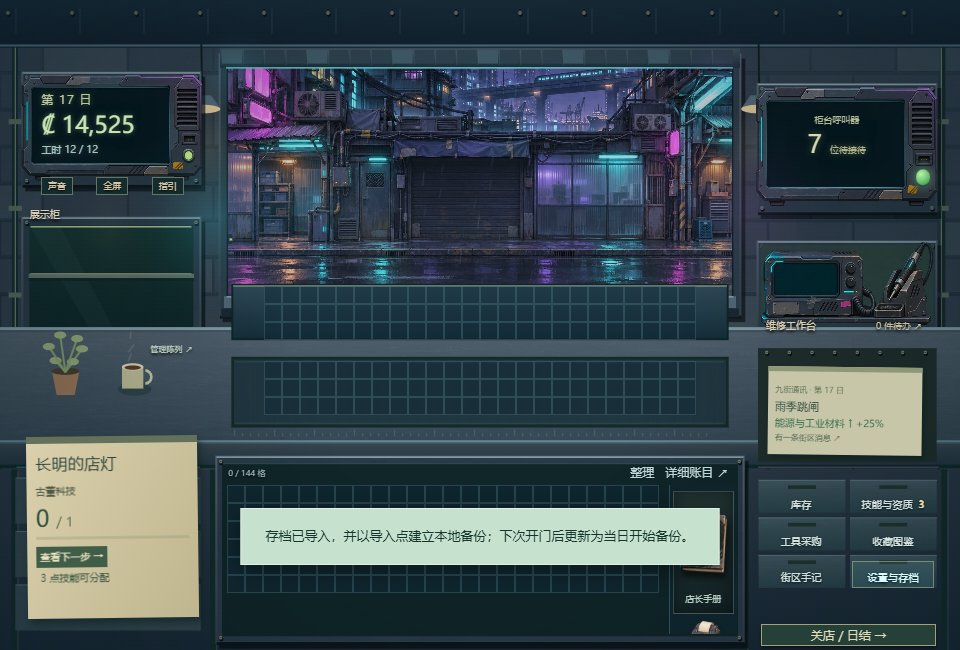 第 17 日
₡ 14,525
工时 12 / 12
声音
全屏
指引
展示柜
柜台呼叫器
7 位待接待
维修工作台
0 件待办 ↗
管理陈列 ↗
九街通讯 · 第 17 日
雨季跳闸
能源与工业材料 ↑ +25%
有一条街区消息 ↗
长明的店灯
古董科技
0 / 1
查看下一步 →
3 点技能可分配
0 / 144 格
整理
详细账目 ↗
存档已导入，并以导入点建立本地备份；下次开门后更新为当日开始备份。
店长手册
库存
技能与资质 3
工具采购
收藏图鉴
街区手记
设置与存档
关店 / 日结 →